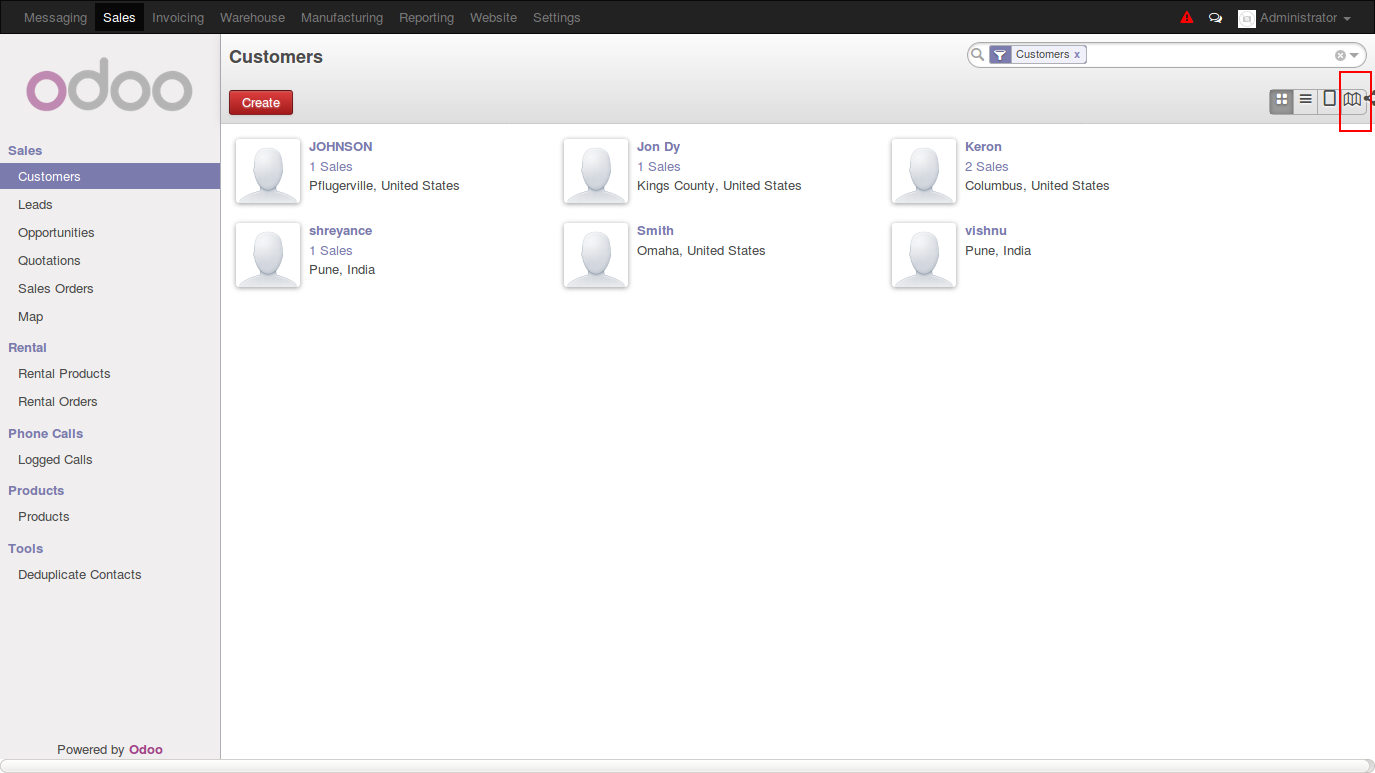 Messaging Sales Invoicing Warehouse Manufacturing Reporting Website Settings Administrator
odoo
Customers
Customers x
Create
Sales
Customers
Leads
Opportunities
Quotations
Sales Orders
Map
Rental
Rental Products
Rental Orders
Phone Calls
Logged Calls
Products
Products
Tools
Deduplicate Contacts
Powered by Odoo
JOHNSON
1 Sales
Pflugerville, United States
Jon Dy
1 Sales
Kings County, United States
Keron
2 Sales
Columbus, United States
shreyance
1 Sales
Pune, India
Smith
Omaha, United States
vishnu
Pune, India